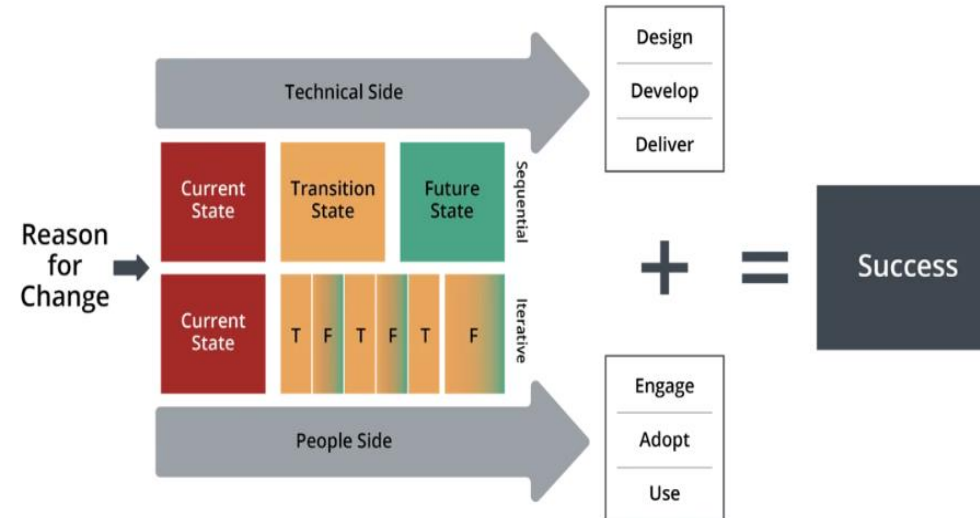 Technical Side
Design
Develop
Deliver
Reason
for
Change
Current
State
Transition
State
Future
State
Sequential
Current
State
T
F
T
F
T
F
Iterative
+
=
Success
People Side
Engage
Adopt
Use